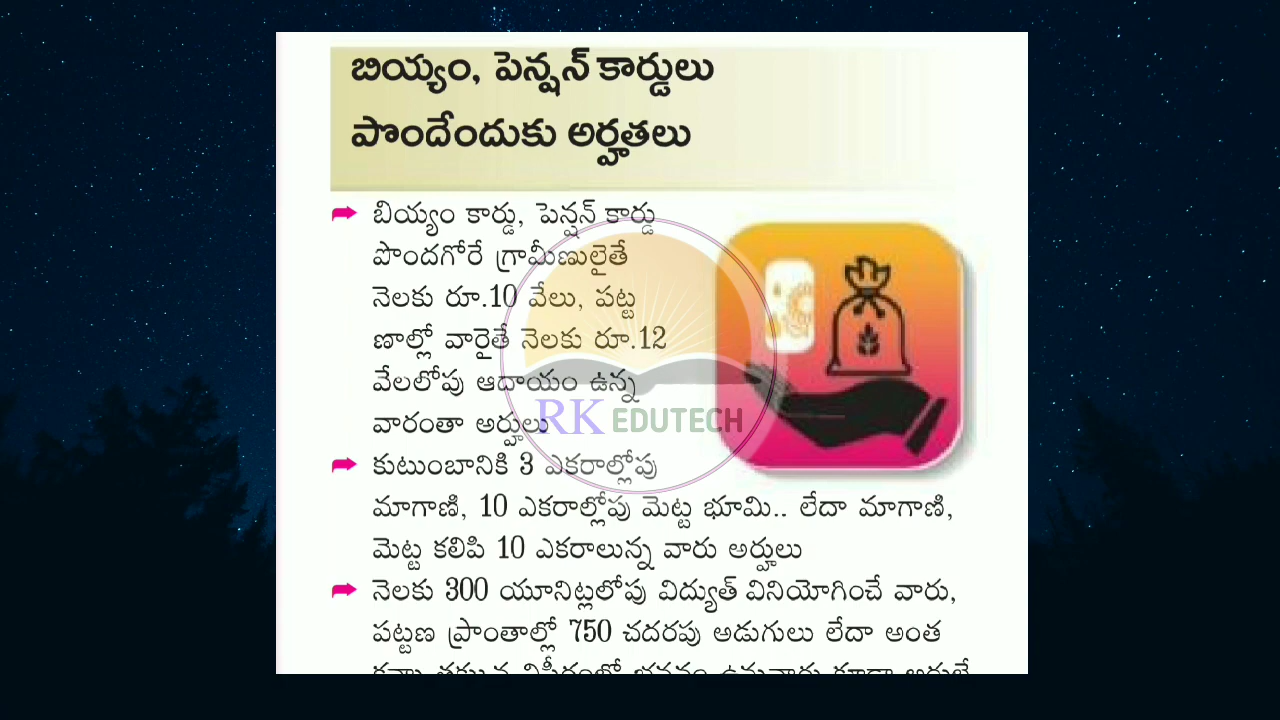 బియ్యం, పెన్షన్ కార్డులు
పొందేందుకు అర్హతలు
బియ్యం కార్డు, పెన్షన్ కార్డు
పొందగోరే గ్రామీణులైతే
నెలకు రూ.10 వేలు, పట్ట
ణాల్లో వారైతే నెలకు రూ.12
వేలలోపు ఆదాయం ఉన్న
వారంతా అర్హులు
RK EDUTECH
కుటుంబానికి 3 ఎకరాల్లోపు
మాగాణి, 10 ఎకరాల్లోపు మెట్ట భూమి.. లేదా మాగాణి,
మెట్ట కలిపి 10 ఎకరాలున్న వారు అర్హులు
నెలకు 300 యూనిట్లలోపు విద్యుత్ వినియోగించే వారు,
పట్టణ ప్రాంతాల్లో 750 చదరపు అడుగులు లేదా అంత